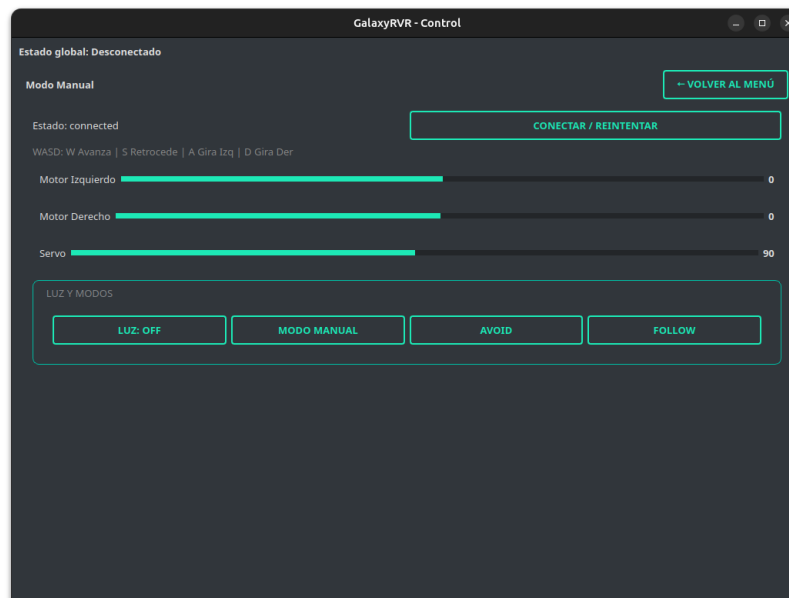 GalaxyRVR - Control
Estado global: Desconectado
Modo Manual
← VOLVER AL MENÚ
Estado: connected
CONECTAR / REINTENTAR
WASD: W Avanza | S Retrocede | A Gira Izq | D Gira Der
Motor Izquierdo 0
Motor Derecho 0
Servo 90
LUZ Y MODOS
LUZ: OFF
MODO MANUAL
AVOID
FOLLOW